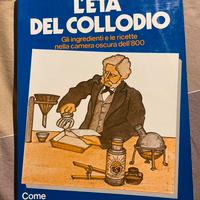 L'ETÀ
DEL COLLODIO
Gli ingredienti e le ricette
nella camera oscura dell'800
Come